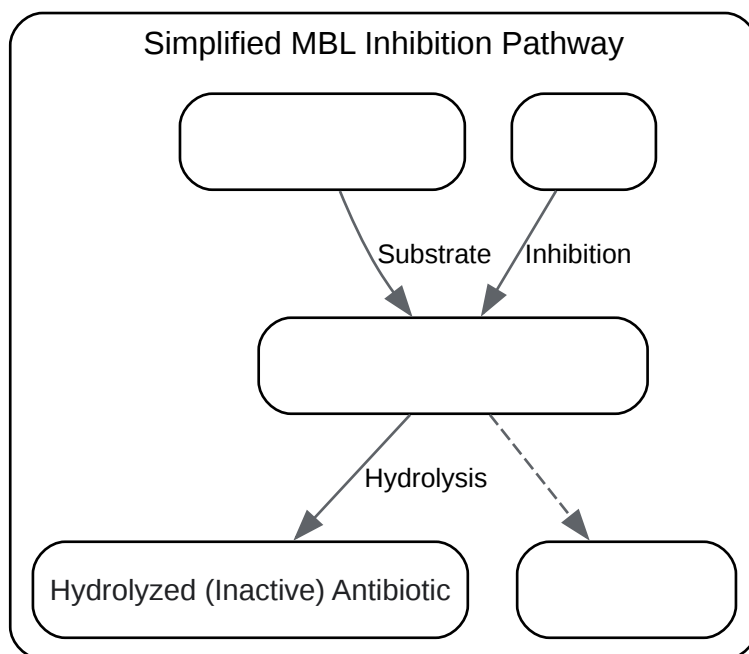 Simplified MBL Inhibition Pathway
Substrate
Inhibition
Hydrolysis
Hydrolyzed (Inactive) Antibiotic